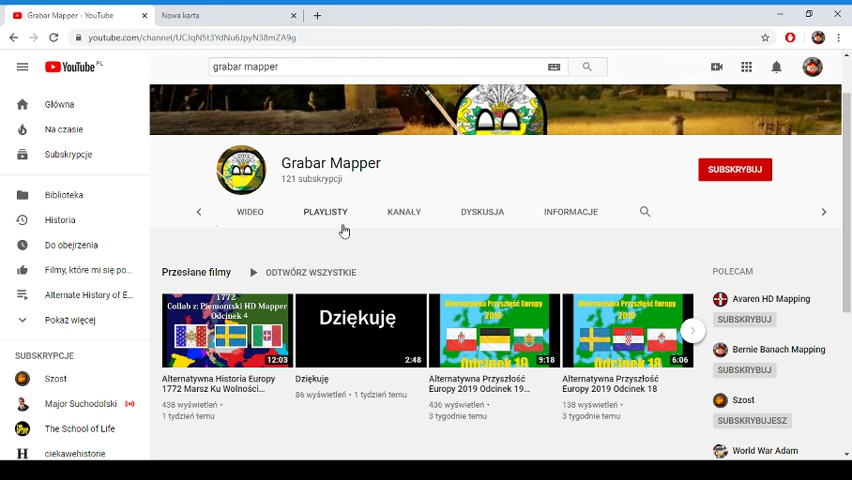 Grabar Mapper - YouTube
Nowa karta
youtube.com/channel/UCJqN5t3YdNu6JpyN38mZA9g
YouTube PL
grabar mapper
Główna
Na czasie
Subskrypcje
Biblioteka
Historia
Do obejrzenia
Filmy, które mi się po...
Alternate History of E...
Pokaż więcej
SUBSKRYPCJE
Szost
Major Suchodolski
The School of Life
ciekawehistorie
Grabar Mapper
121 subskrypcji
SUBSKRYBUJ
WIDEO
PLAYLISTY
KANAŁY
DYSKUSJA
INFORMACJE
Przesłane filmy
ODTWÓRZ WSZYSTKIE
1772
Collab z: Piemontski HD Mapper
Odcinek 4
12:03
Alternatywna Historia Europy
1772 Marsz Ku Wolności...
438 wyświetleń •
1 tydzień temu
Dziękuję
2:48
Dziękuję
86 wyświetleń • 1 tydzień temu
Alternatywna Przyszłość Europy
2019
Odcinek 19
9:18
Alternatywna Przyszłość
Europy 2019 Odcinek 19...
436 wyświetleń •
3 tygodnie temu
Alternatywna Przyszłość Europy
2019
Odcinek 18
6:06
Alternatywna Przyszłość
Europy 2019 Odcinek 18
138 wyświetleń •
3 tygodnie temu
POLECAM
Avaren HD Mapping
SUBSKRYBUJ
Bernie Banach Mapping
SUBSKRYBUJ
Szost
SUBSKRYBUJESZ
World War Adam